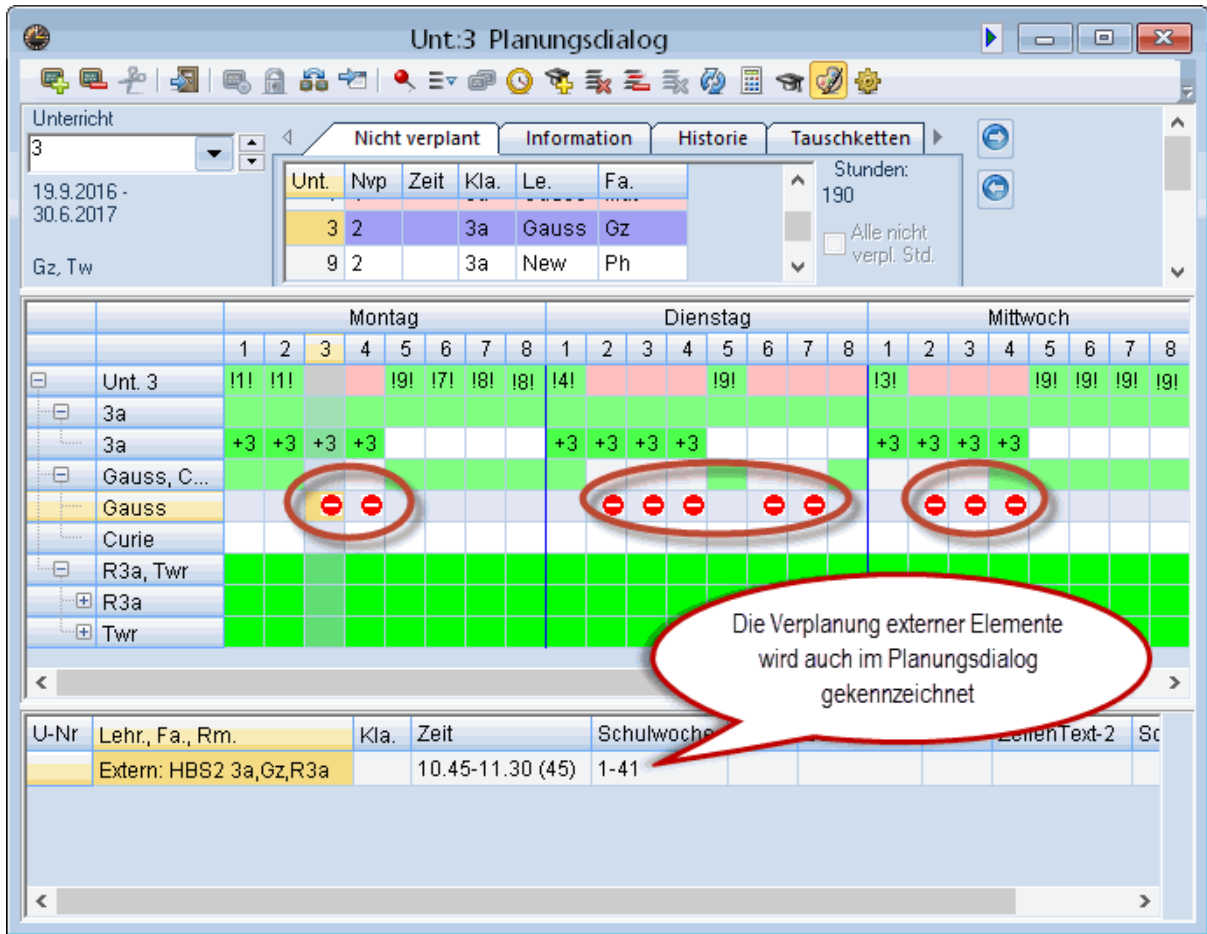 Unt.:3 Planungsdialog
Unterricht
3
19.9.2016 -
30.6.2017
Gz, Tw
Nicht verplant Information Historie Tauschketten
Unt. Nvp Zeit Kla. Le. Fa.
3 2 3a Gauss Gz
9 2 3a New Ph
Stunden:
190
Alle nicht
verpl. Std.
Montag Dienstag Mittwoch
1 2 3 4 5 6 7 8 1 2 3 4 5 6 7 8 1 2 3 4 5 6 7 8
Unt. 3 !1! !1! !9! !7! !8! !8! !4! !9! !3! !9! !9! !9! !9!
3a
3a +3 +3 +3 +3 +3 +3 +3 +3 +3 +3 +3 +3
Gauss, C...
Gauss
Curie
R3a, Twr
R3a
Twr
Die Verplanung externer Elemente
wird auch im Planungsdialog
gekennzeichnet
U-Nr Lehr., Fa., Rm. Kla. Zeit Schulwoche ZeilenText-2 Sc
Extern: HBS2 3a,Gz,R3a 10.45-11.30 (45) 1-41